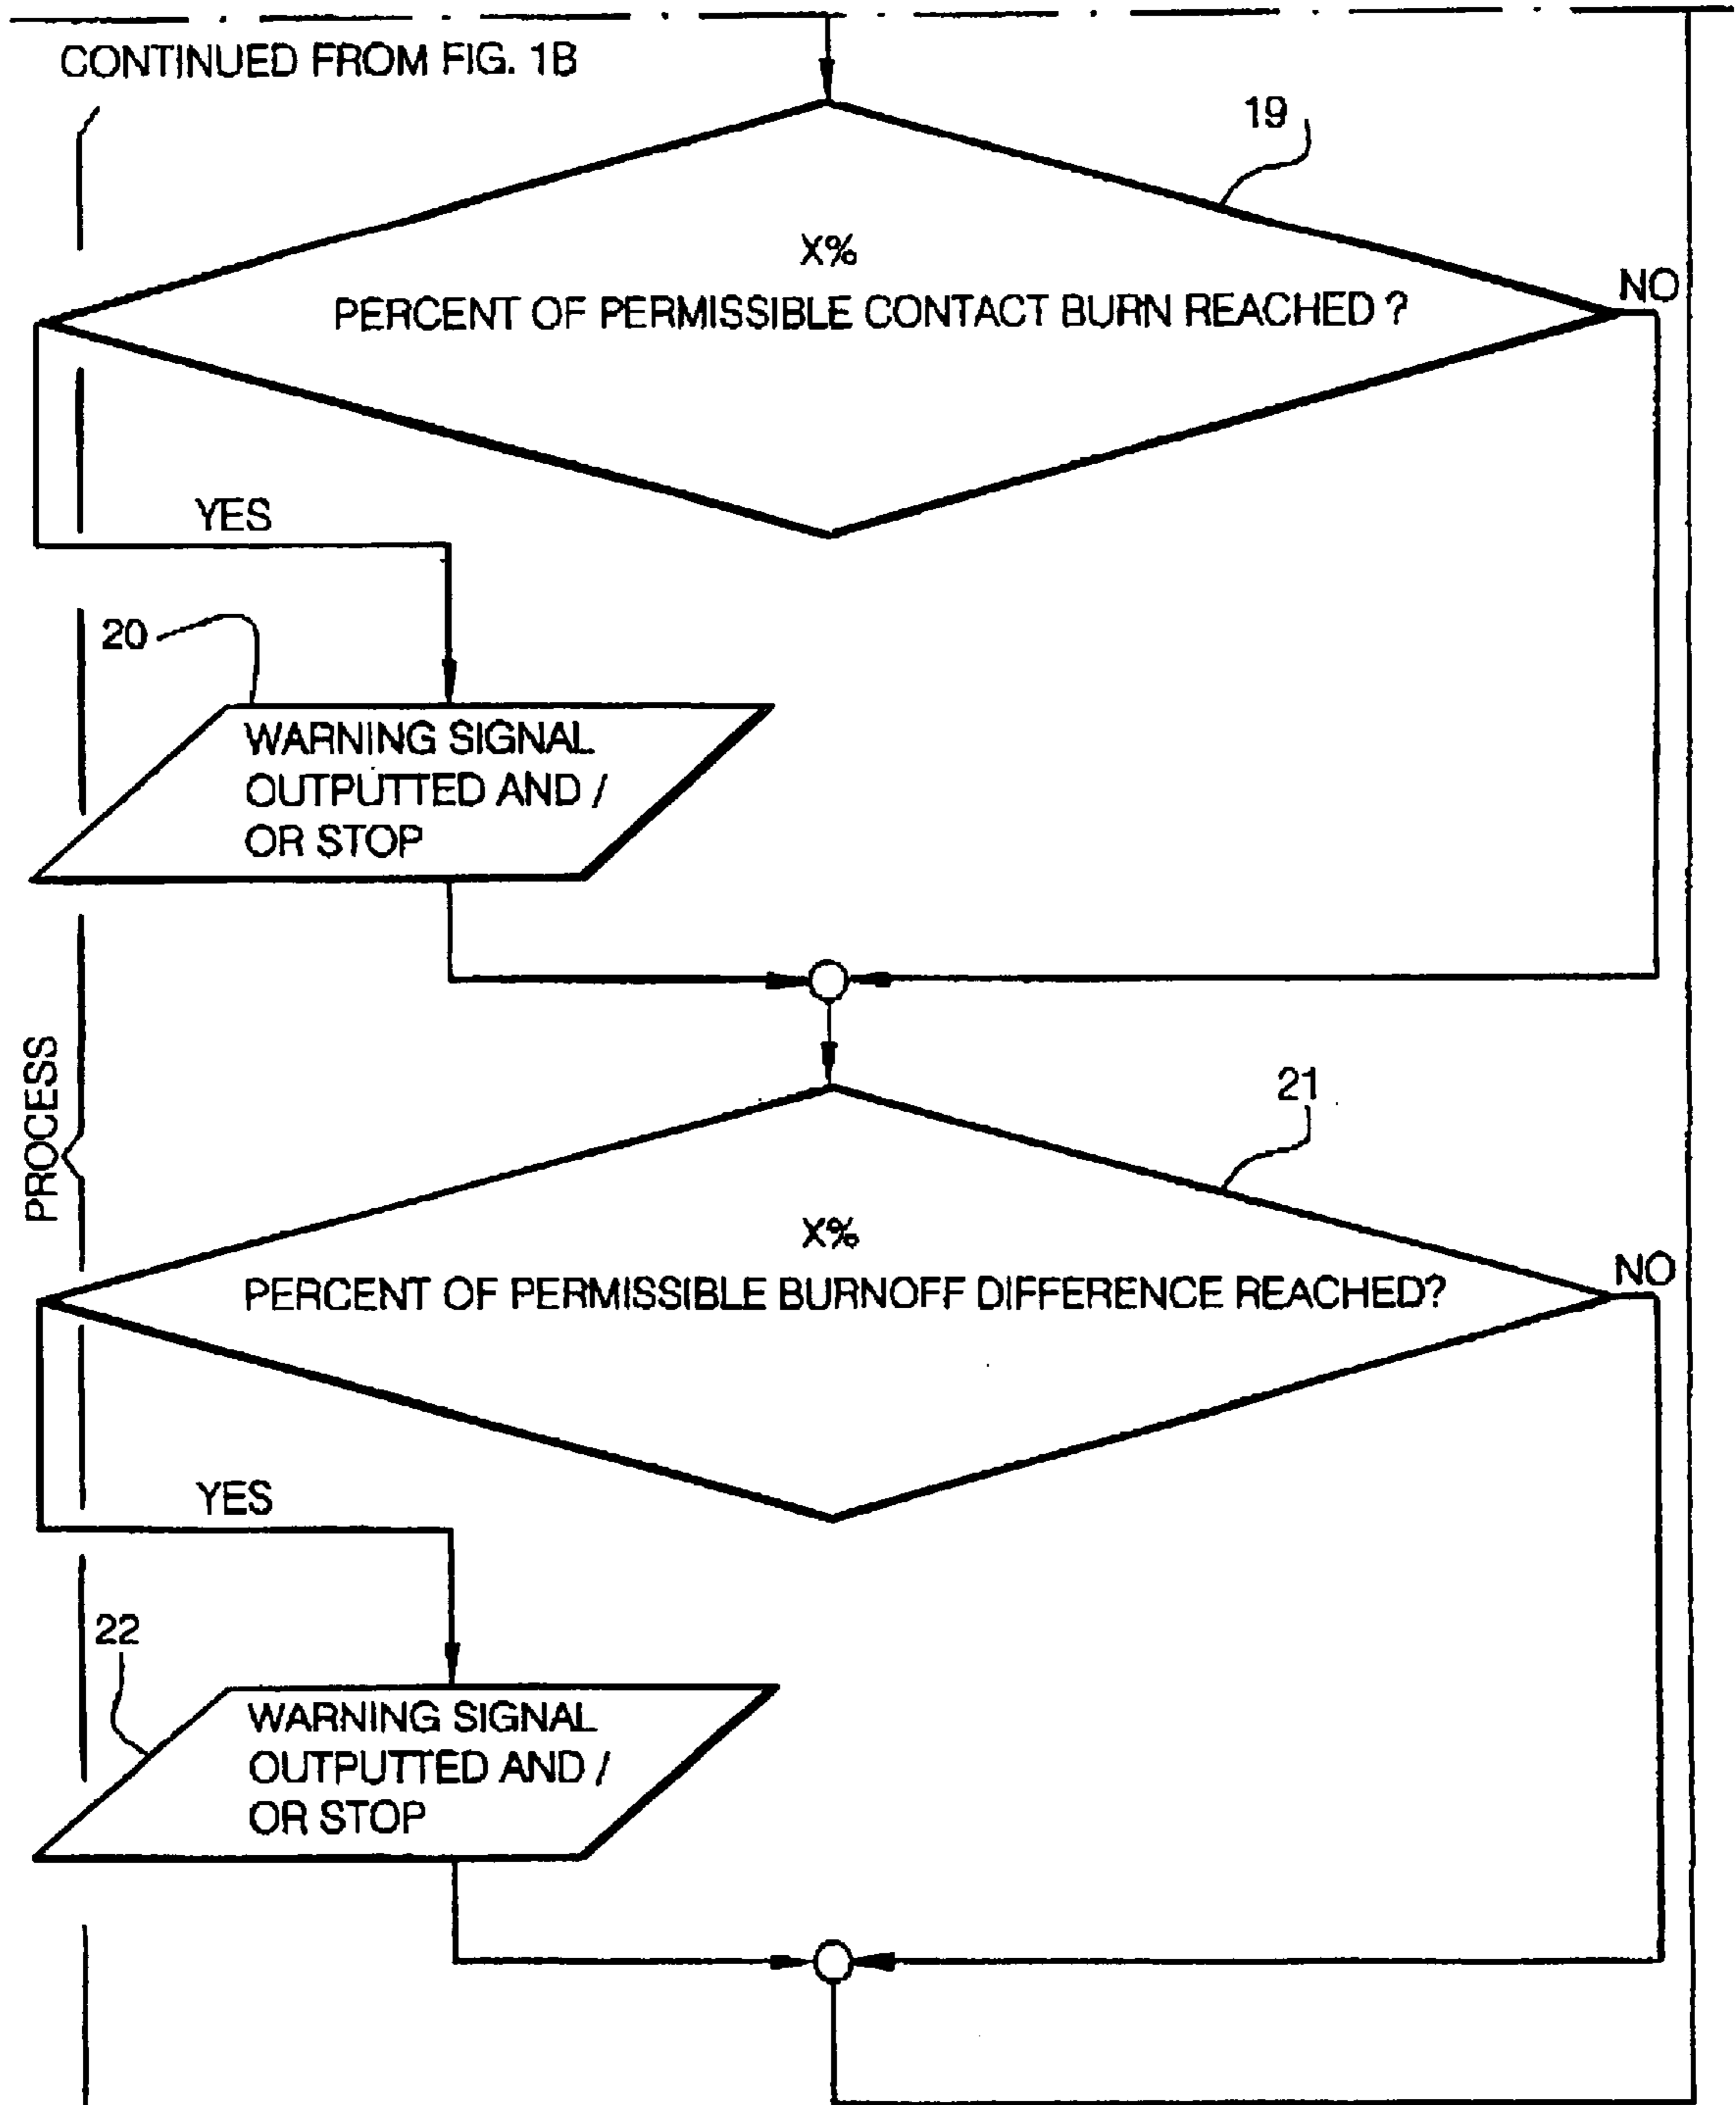 CONTINUED FROM FIG. 1B
19
X%
PERCENT OF PERMISSIBLE CONTACT BURN REACHED ?
NO
YES
20
WARNING SIGNAL
OUTPUTTED AND /
OR STOP
PROCESS
21
X%
PERCENT OF PERMISSIBLE BURNOFF DIFFERENCE REACHED?
NO
YES
22
WARNING SIGNAL
OUTPUTTED AND /
OR STOP